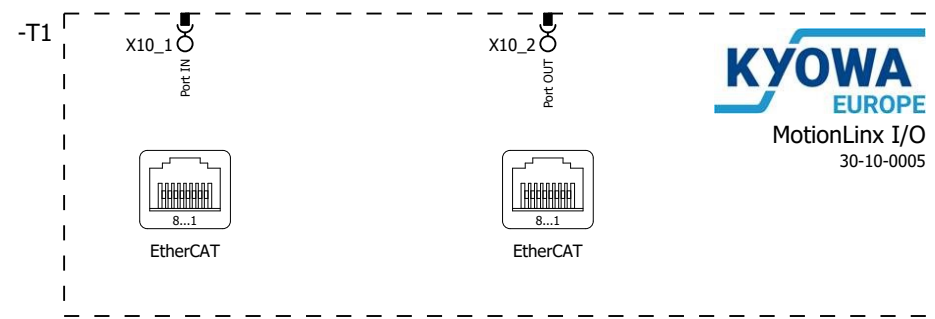 -T1
X10_1
Port IN
X10_2
Port OUT
KYOWA
EUROPE
MotionLinx I/O
30-10-0005
8...1
EtherCAT
8...1
EtherCAT